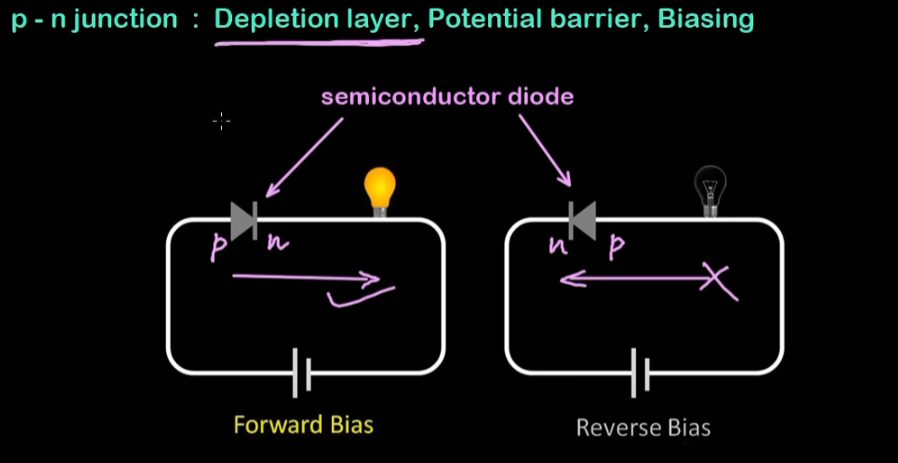 p - n junction : Depletion layer, Potential barrier, Biasing
semiconductor diode
p n
n p
Forward Bias
Reverse Bias